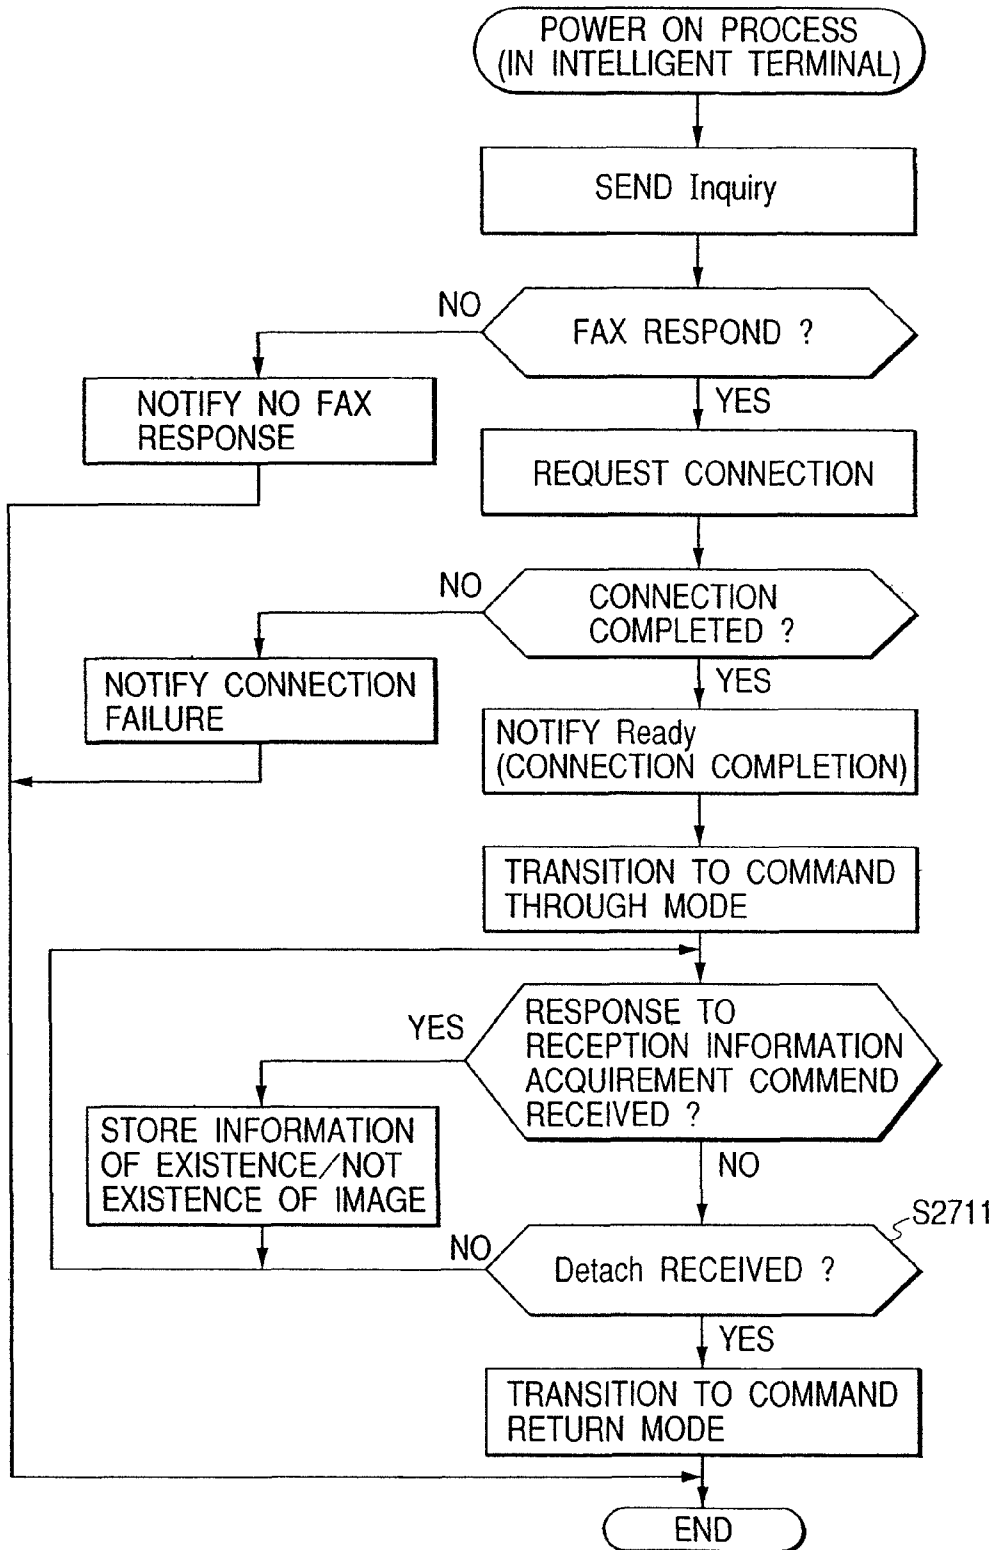 POWER ON PROCESS
(IN INTELLIGENT TERMINAL)
SEND Inquiry
NO
FAX RESPOND ?
YES
NOTIFY NO FAX
RESPONSE
REQUEST CONNECTION
NO
CONNECTION
COMPLETED ?
YES
NOTIFY CONNECTION
FAILURE
NOTIFY Ready
(CONNECTION COMPLETION)
TRANSITION TO COMMAND
THROUGH MODE
YES
RESPONSE TO
RECEPTION INFORMATION
ACQUIREMENT COMMEND
RECEIVED ?
NO
STORE INFORMATION
OF EXISTENCE/NOT
EXISTENCE OF IMAGE
S2711
NO
Detach RECEIVED ?
YES
TRANSITION TO COMMAND
RETURN MODE
END